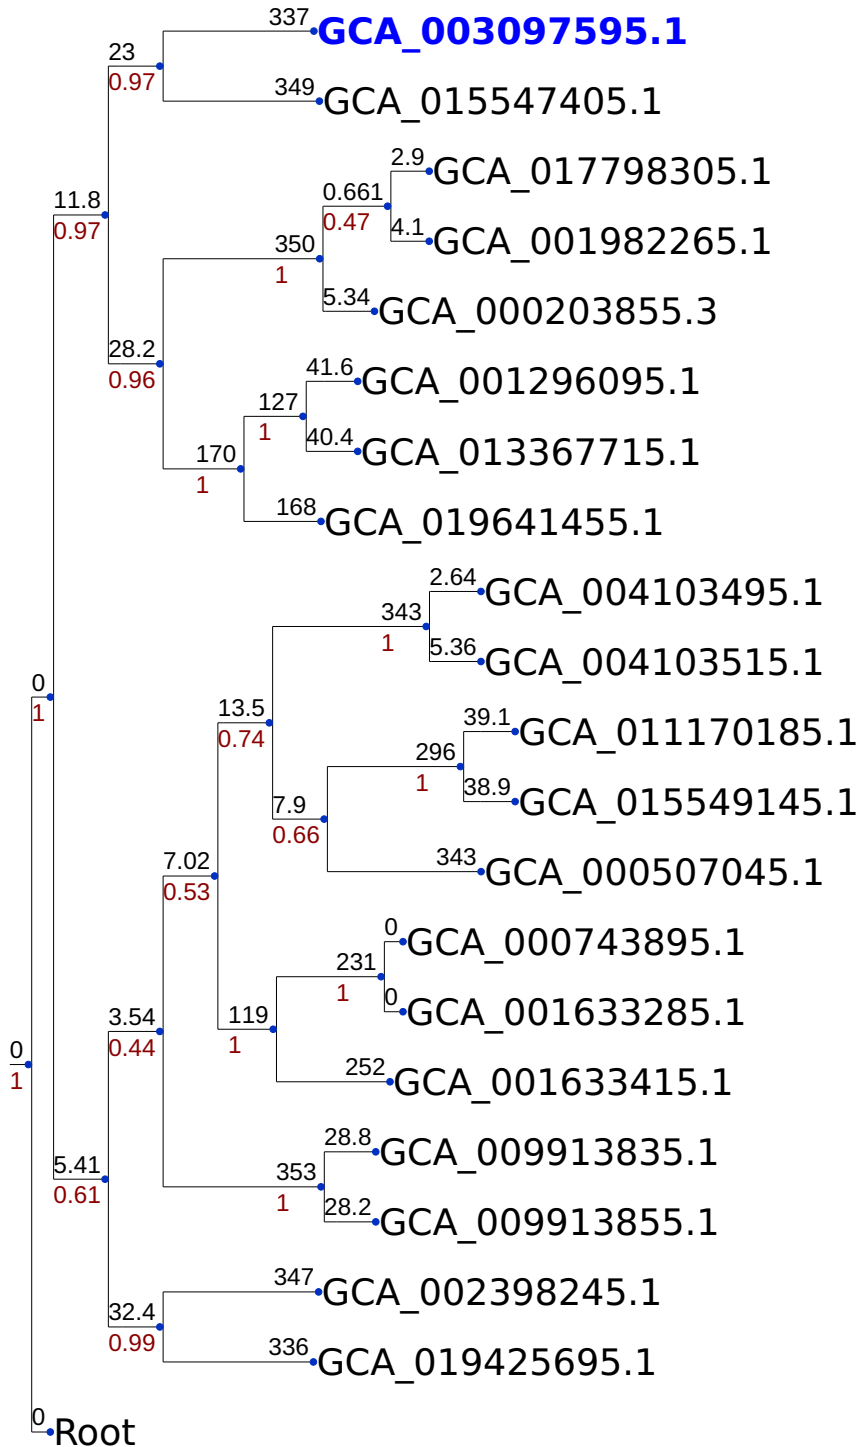 337
GCA_003097595.1
23
0.97
349
GCA_015547405.1
2.9
GCA_017798305.1
11.8
0.97
0.661
0.47
4.1
GCA_001982265.1
350
1
5.34
GCA_000203855.3
28.2
0.96
41.6
GCA_001296095.1
127
1
40.4
GCA_013367715.1
170
1
168
GCA_019641455.1
2.64
GCA_004103495.1
343
1
5.36
GCA_004103515.1
0
1
13.5
0.74
39.1
GCA_011170185.1
296
1
38.9
GCA_015549145.1
7.9
0.66
343
GCA_000507045.1
7.02
0.53
0
GCA_000743895.1
231
1
0
GCA_001633285.1
119
1
3.54
0.44
252
GCA_001633415.1
0
1
28.8
GCA_009913835.1
5.41
0.61
353
1
28.2
GCA_009913855.1
347
GCA_002398245.1
32.4
0.99
336
GCA_019425695.1
0
Root